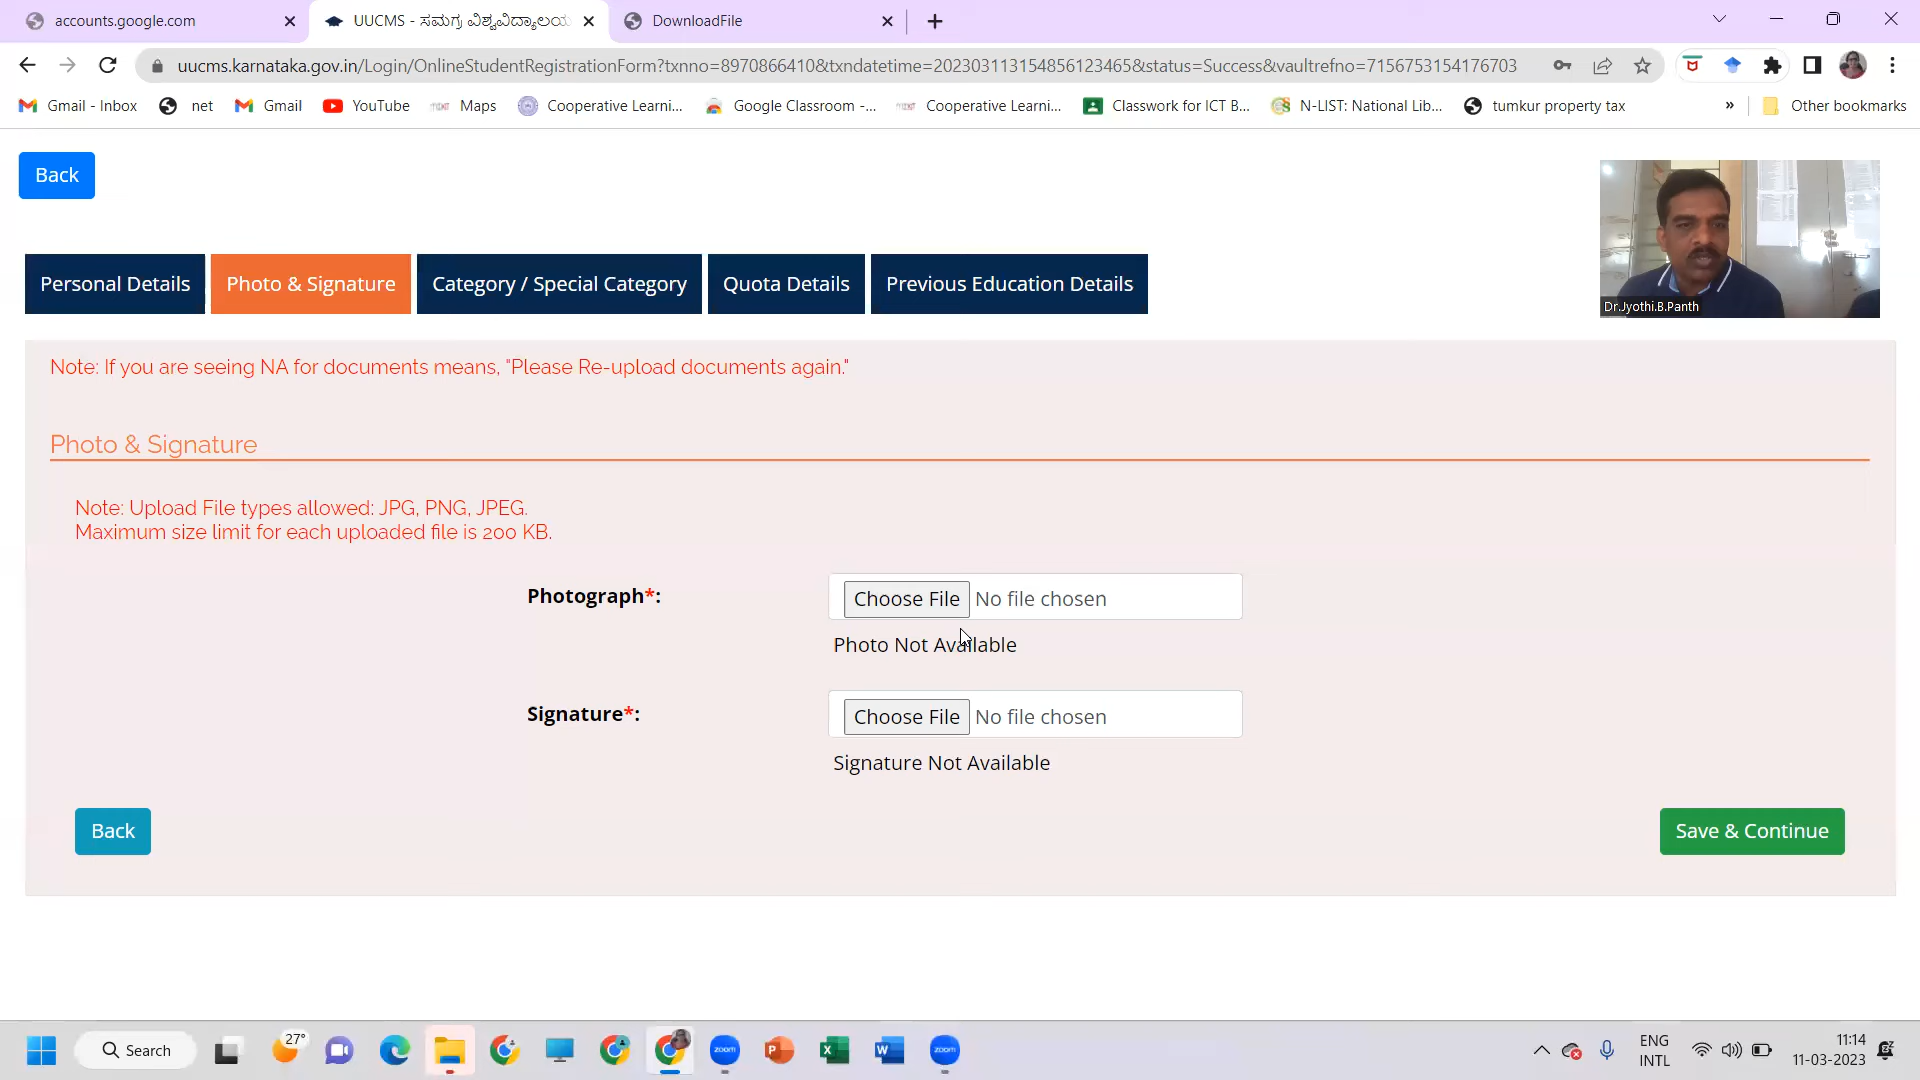 accounts.google.com
UUCMS - ಸಮಗ್ರ ವಿಶ್ವವಿದ್ಯಾಲಯ
DownloadFile
uucms.karnataka.gov.in/Login/OnlineStudentRegistrationForm?txnno=8970866410&txndatetime=202303113154856123465&status=Success&vaultrefno=7156753154176703
Gmail - Inbox
net
Gmail
YouTube
Maps
Cooperative Learni...
Google Classroom -...
Cooperative Learni...
Classwork for ICT B...
N-LIST: National Lib...
tumkur property tax
»
Other bookmarks
Back
Dr.Jyothi.B.Panth
Personal Details
Photo & Signature
Category / Special Category
Quota Details
Previous Education Details
Note: If you are seeing NA for documents means, "Please Re-upload documents again."
Photo & Signature
Note: Upload File types allowed: JPG, PNG, JPEG.
Maximum size limit for each uploaded file is 200 KB.
Photograph*:
Choose File No file chosen
Photo Not Available
Signature*:
Choose File No file chosen
Signature Not Available
Back
Save & Continue
Search
27°
zoom
zoom
ENG
INTL
11:14
11-03-2023